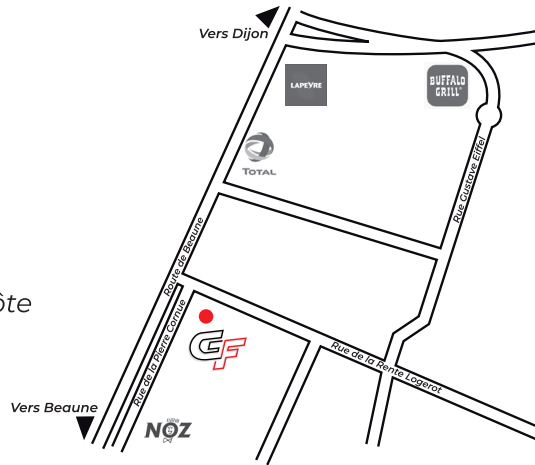 Vers Dijon
LAPEYRE
BUFFALO
GRILL
TOTAL
Rue Gustave Eiffel
Route de Beaune
ôte
Rue de la Pierre Cornue
GF
Rue de la Rente Logerot
Vers Beaune
NOZ